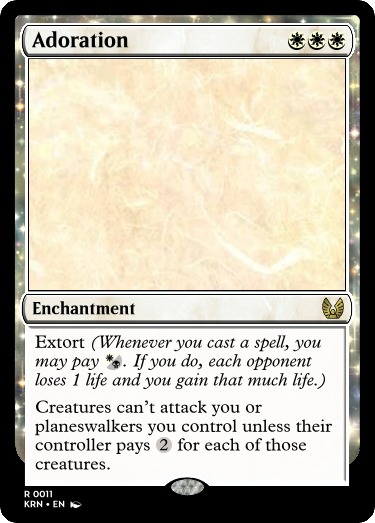 Adoration
Enchantment
Extort (Whenever you cast a spell, you
may pay . If you do, each opponent
loses 1 life and you gain that much life.)
Creatures can't attack you or
planeswalkers you control unless their
controller pays 2 for each of those
creatures.
R 0011
KRN • EN